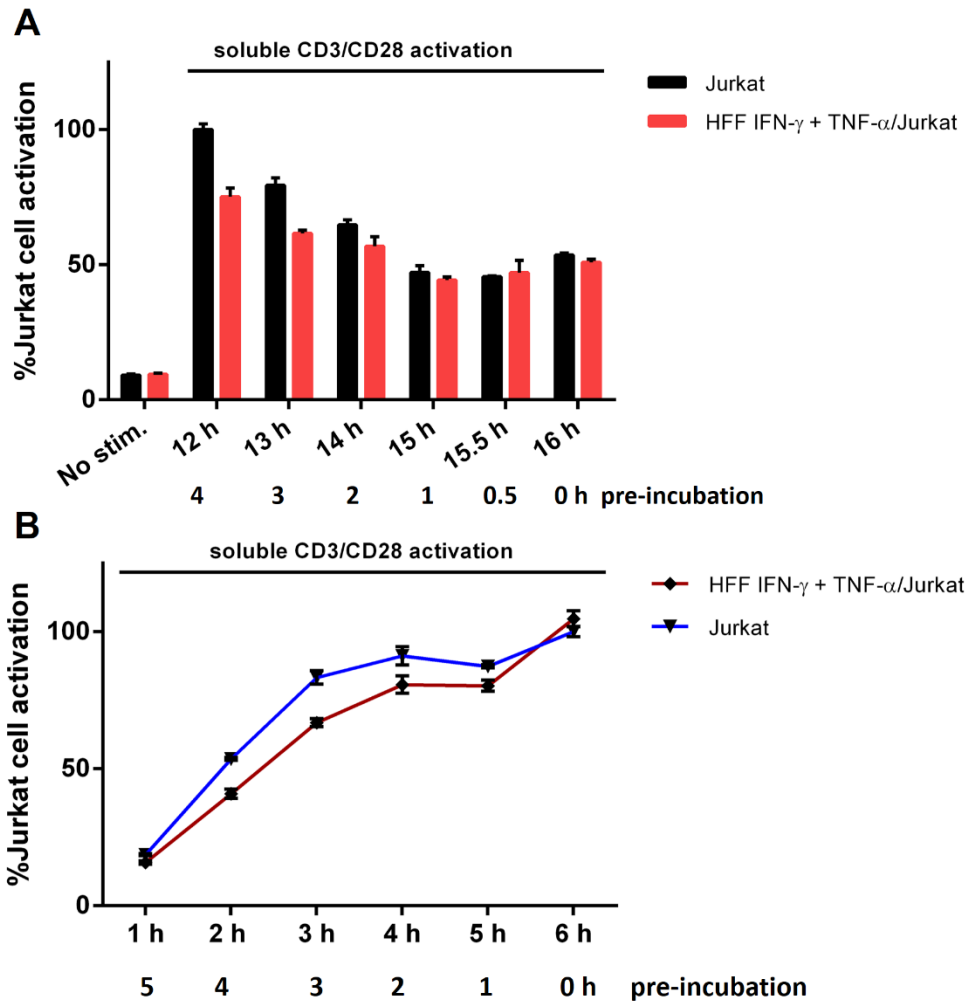 A
soluble CD3/CD28 activation
Jurkat
HFF IFN-γ + TNF-α/Jurkat
%Jurkat cell activation
100
50
0
No stim. 12 h 13 h 14 h 15 h 15.5 h 16 h
4 3 2 1 0.5 0 h pre-incubation
B
soluble CD3/CD28 activation
HFF IFN-γ + TNF-α/Jurkat
Jurkat
%Jurkat cell activation
100
50
0
1 h 2 h 3 h 4 h 5 h 6 h
5 4 3 2 1 0 h pre-incubation